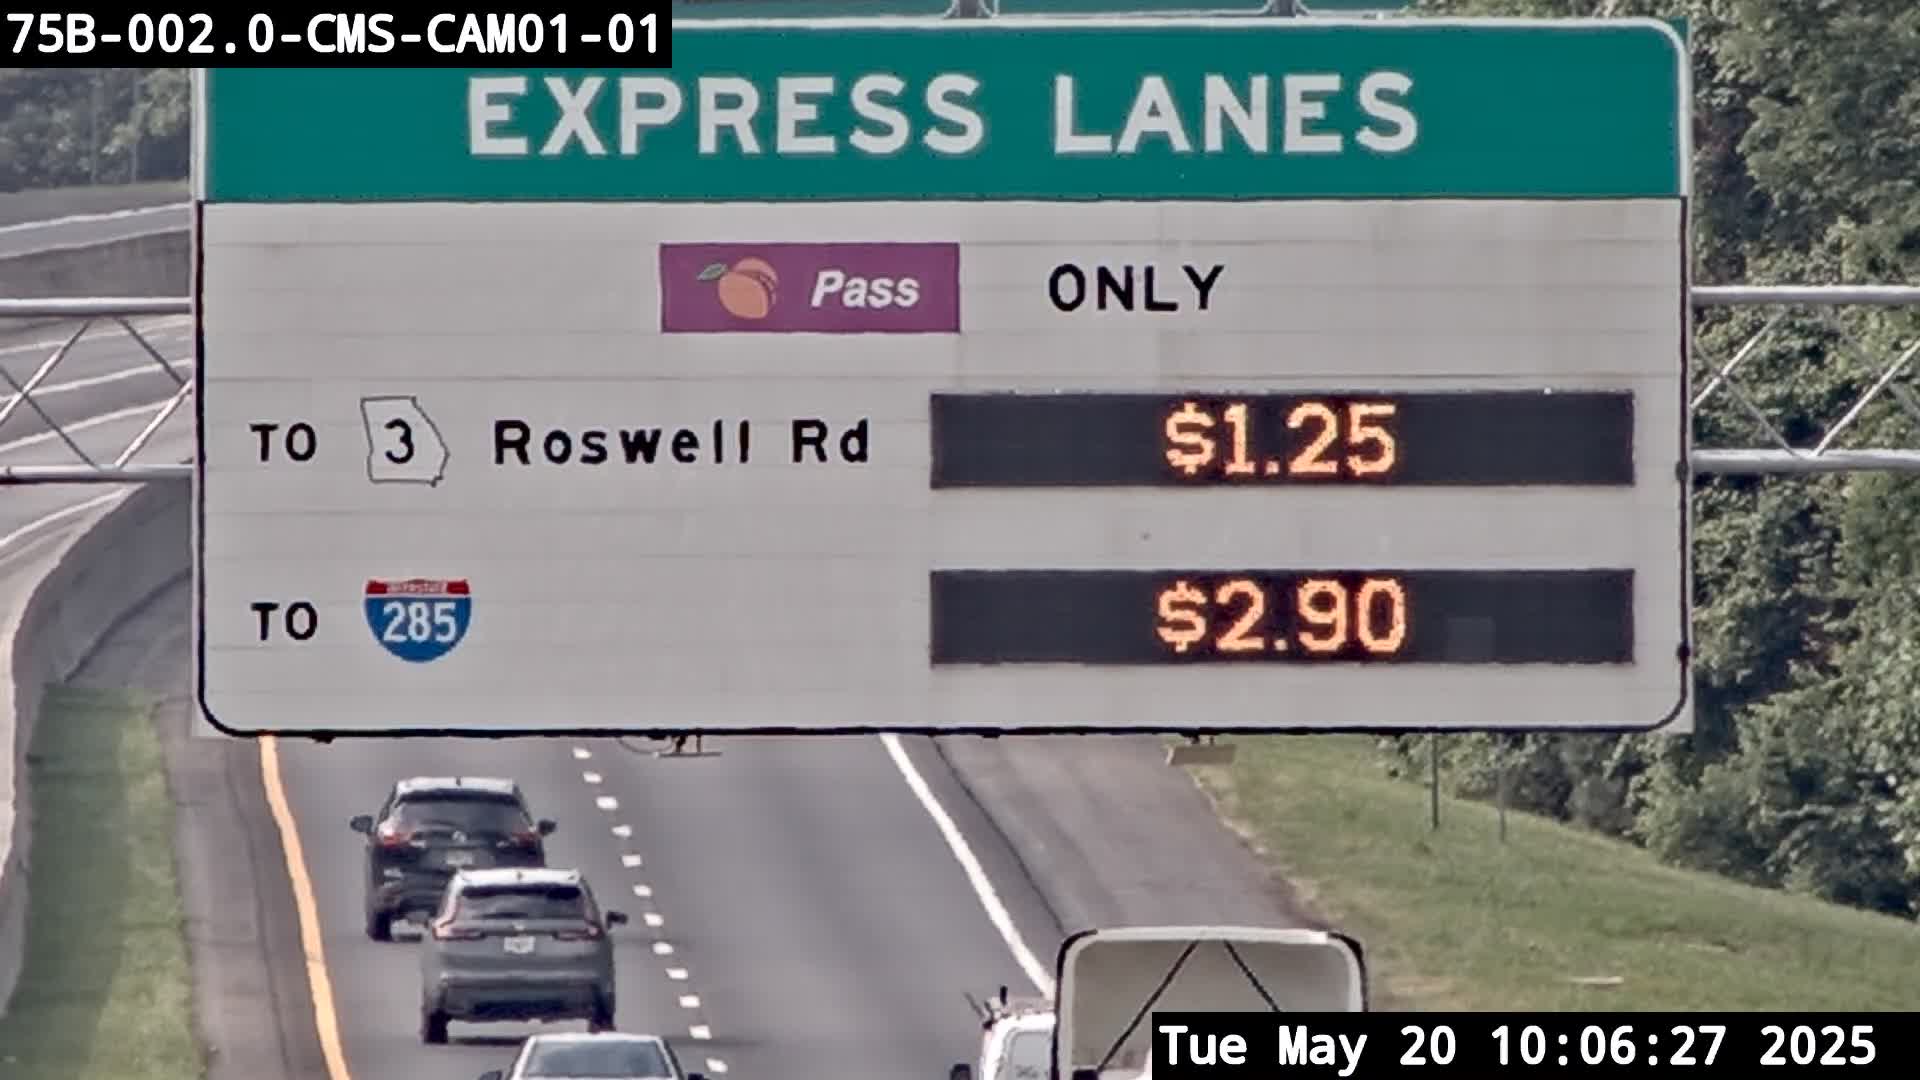 75B-002.0-CMS-CAM01-01
EXPRESS LANES
Pass ONLY
TO 3 Roswell Rd $1.25
INTERSTATE
TO 285 $2.90
Tue May 20 10:06:27 2025